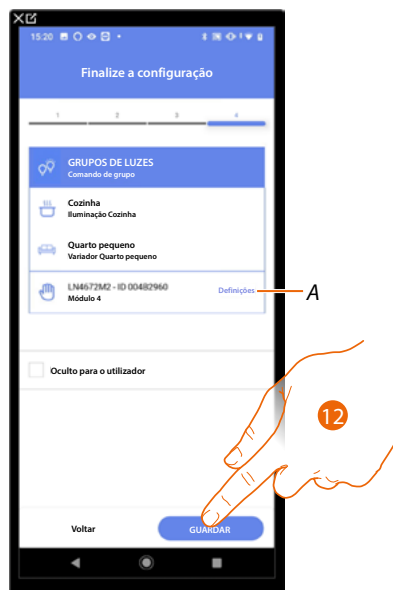 15:20
Finalize a configuração
1 2 3 4
GRUPOS DE LUZES
Comando de grupo
Cozinha
Iluminação Cozinha
Quarto pequeno
Variador Quarto pequeno
LN4672M2 - ID 00482960
Definições
A
Módulo 4
Oculto para o utilizador
12
Voltar
GUARDAR